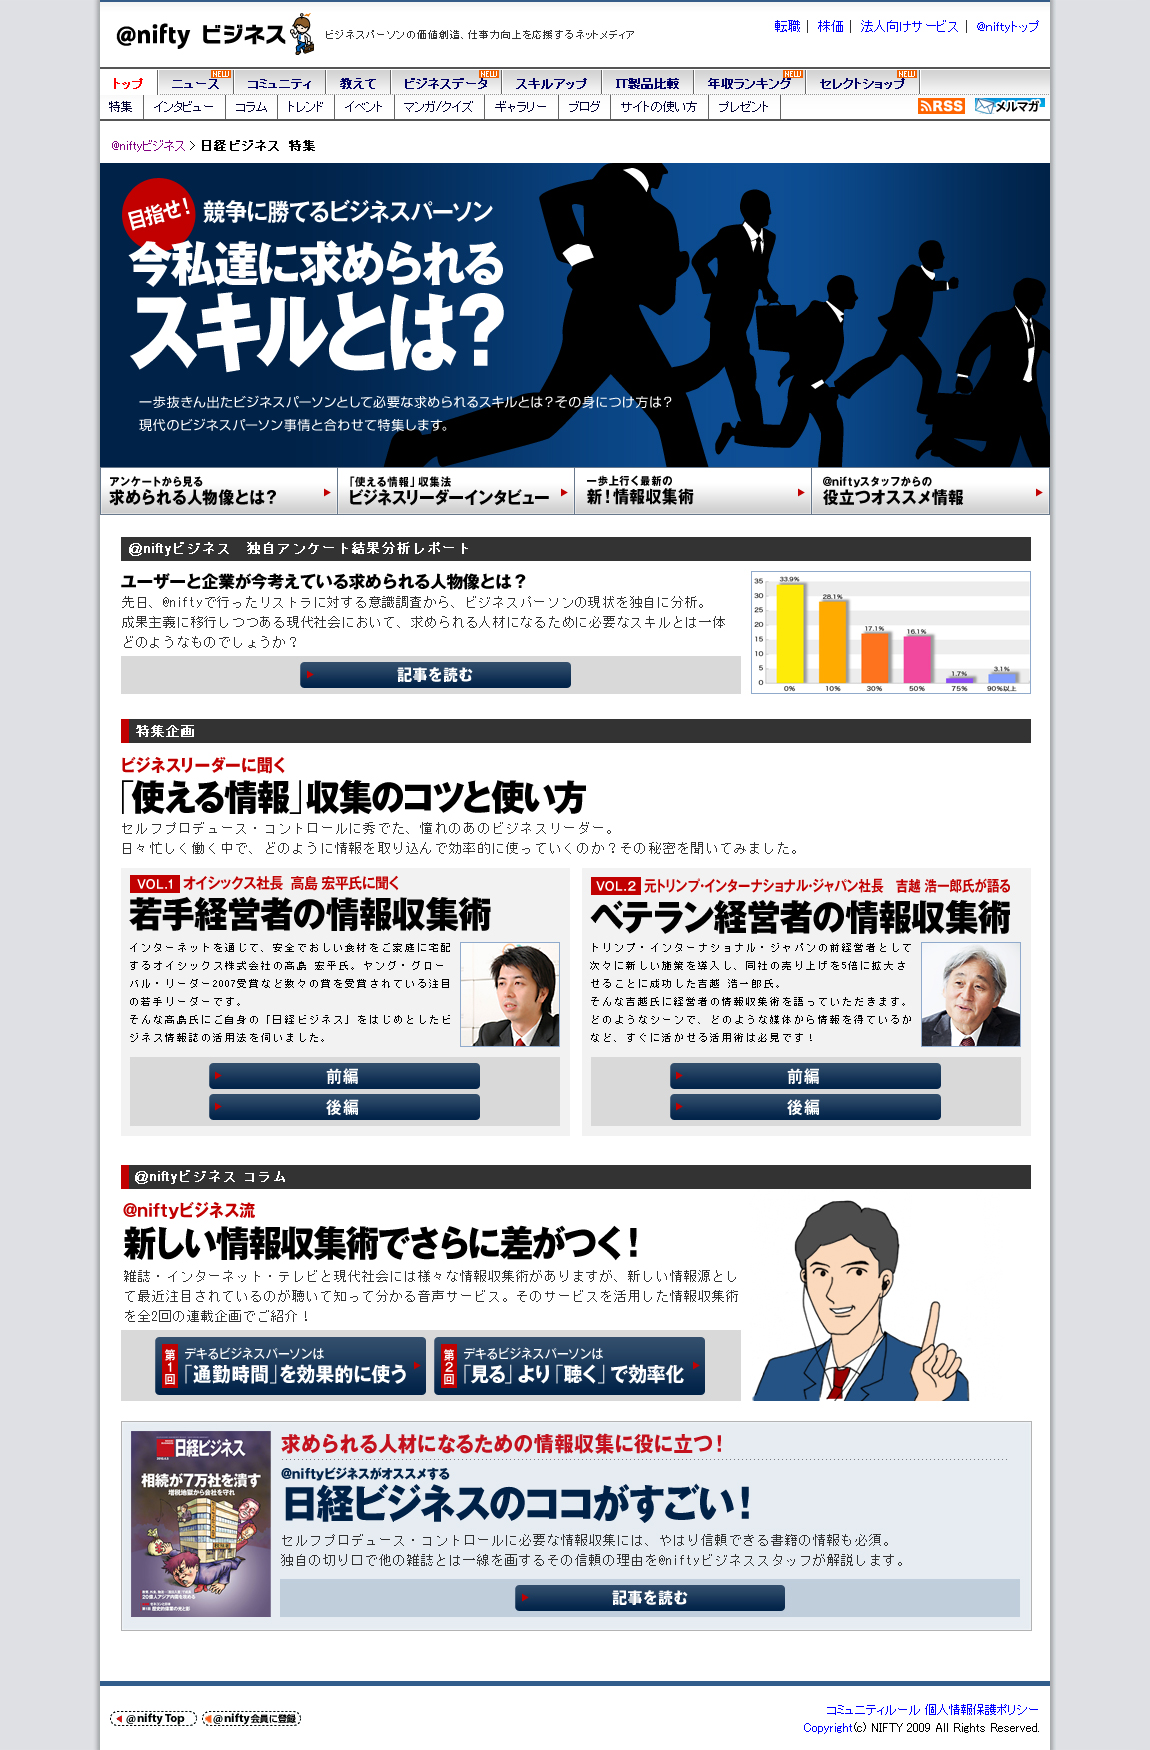 @nifty ビジネス
ビジネスパーソンの価値創造、仕事力向上を応援するネットメディア
転職 | 株価 | 法人向けサービス | @niftyトップ
トップ ニュース NEW コミュニティ 教えて ビジネスデータ NEW スキルアップ IT製品比較 年収ランキング NEW セレクトショップ NEW
特集 インタビュー コラム トレンド イベント マンガ/クイズ ギャラリー ブログ サイトの使い方 プレゼント RSS メルマガ
@niftyビジネス > 日経ビジネス 特集
目指せ! 競争に勝てるビジネスパーソン
今私達に求められる
スキルとは?
一歩抜きん出たビジネスパーソンとして必要な求められるスキルとは?その身につけ方は?
現代のビジネスパーソン事情と合わせて特集します。
アンケートから見る
求められる人物像とは?
「使える情報」収集法
ビジネスリーダーインタビュー
一歩上行く最新の
新!情報収集術
@niftyスタッフからの
役立つオススメ情報
@niftyビジネス 独自アンケート結果分析レポート
ユーザーと企業が今考えている求められる人物像とは?
先日、@niftyで行ったリストラに対する意識調査から、ビジネスパーソンの現状を独自に分析。
成果主義に移行しつつある現代社会において、求められる人材になるために必要なスキルとは一体
どのようなものでしょうか?
記事を読む
35
30
25
20
15
10
5
0
33.9% 28.1% 17.1% 16.1% 1.7% 3.1%
0% 10% 30% 50% 75% 90%以上
特集企画
ビジネスリーダーに聞く
「使える情報」収集のコツと使い方
セルフプロデュース・コントロールに秀でた、憧れのあのビジネスリーダー。
日々忙しく働く中で、どのように情報を取り込んで効率的に使っていくのか?その秘密を聞いてみました。
VOL.1 オイシックス社長 高島 宏平氏に聞く
若手経営者の情報収集術
インターネットを通じて、安全でおしい食材をご家庭に宅配
するオイシックス株式会社の高島 宏平氏。ヤング・グロー
バル・リーダー2007受賞など数々の賞を受賞されている注目
の若手リーダーです。
そんな高島氏にご自身の「日経ビジネス」をはじめとしたビ
ジネス情報誌の活用法を伺いました。
前編
後編
VOL.2 元トリンプ・インターナショナル・ジャパン社長 吉越 浩一郎氏が語る
ベテラン経営者の情報収集術
トリンプ・インターナショナル・ジャパンの前経営者として
次々に新しい施策を導入し、同社の売り上げを5倍に拡大さ
せることに成功した吉越 浩一郎氏。
そんな吉越氏に経営者の情報収集術を語っていただきます。
どのようなシーンで、どのような媒体から情報を得ているか
など、すぐに活かせる活用術は必見です!
前編
後編
@niftyビジネス コラム
@niftyビジネス流
新しい情報収集術でさらに差がつく!
雑誌・インターネット・テレビと現代社会には様々な情報収集術がありますが、新しい情報源とし
て最近注目されているのが聴いて知って分かる音声サービス。そのサービスを活用した情報収集術
を全2回の連載企画でご紹介!
第1回 デキるビジネスパーソンは
「通勤時間」を効果的に使う
第2回 デキるビジネスパーソンは
「見る」より「聴く」で効率化
日経ビジネス
相続が7万社を潰す
増税地獄から会社を守れ
20億人アジア内需を攻める
求められる人材になるための情報収集に役に立つ!
@niftyビジネスがオススメする
日経ビジネスのココがすごい!
セルフプロデュース・コントロールに必要な情報収集には、やはり信頼できる書籍の情報も必須。
独自の切り口で他の雑誌とは一線を画するその信頼の理由を@niftyビジネススタッフが解説します。
記事を読む
@nifty Top @nifty会員に登録
コミュニティルール 個人情報保護ポリシー
Copyright(c) NIFTY 2009 All Rights Reserved.